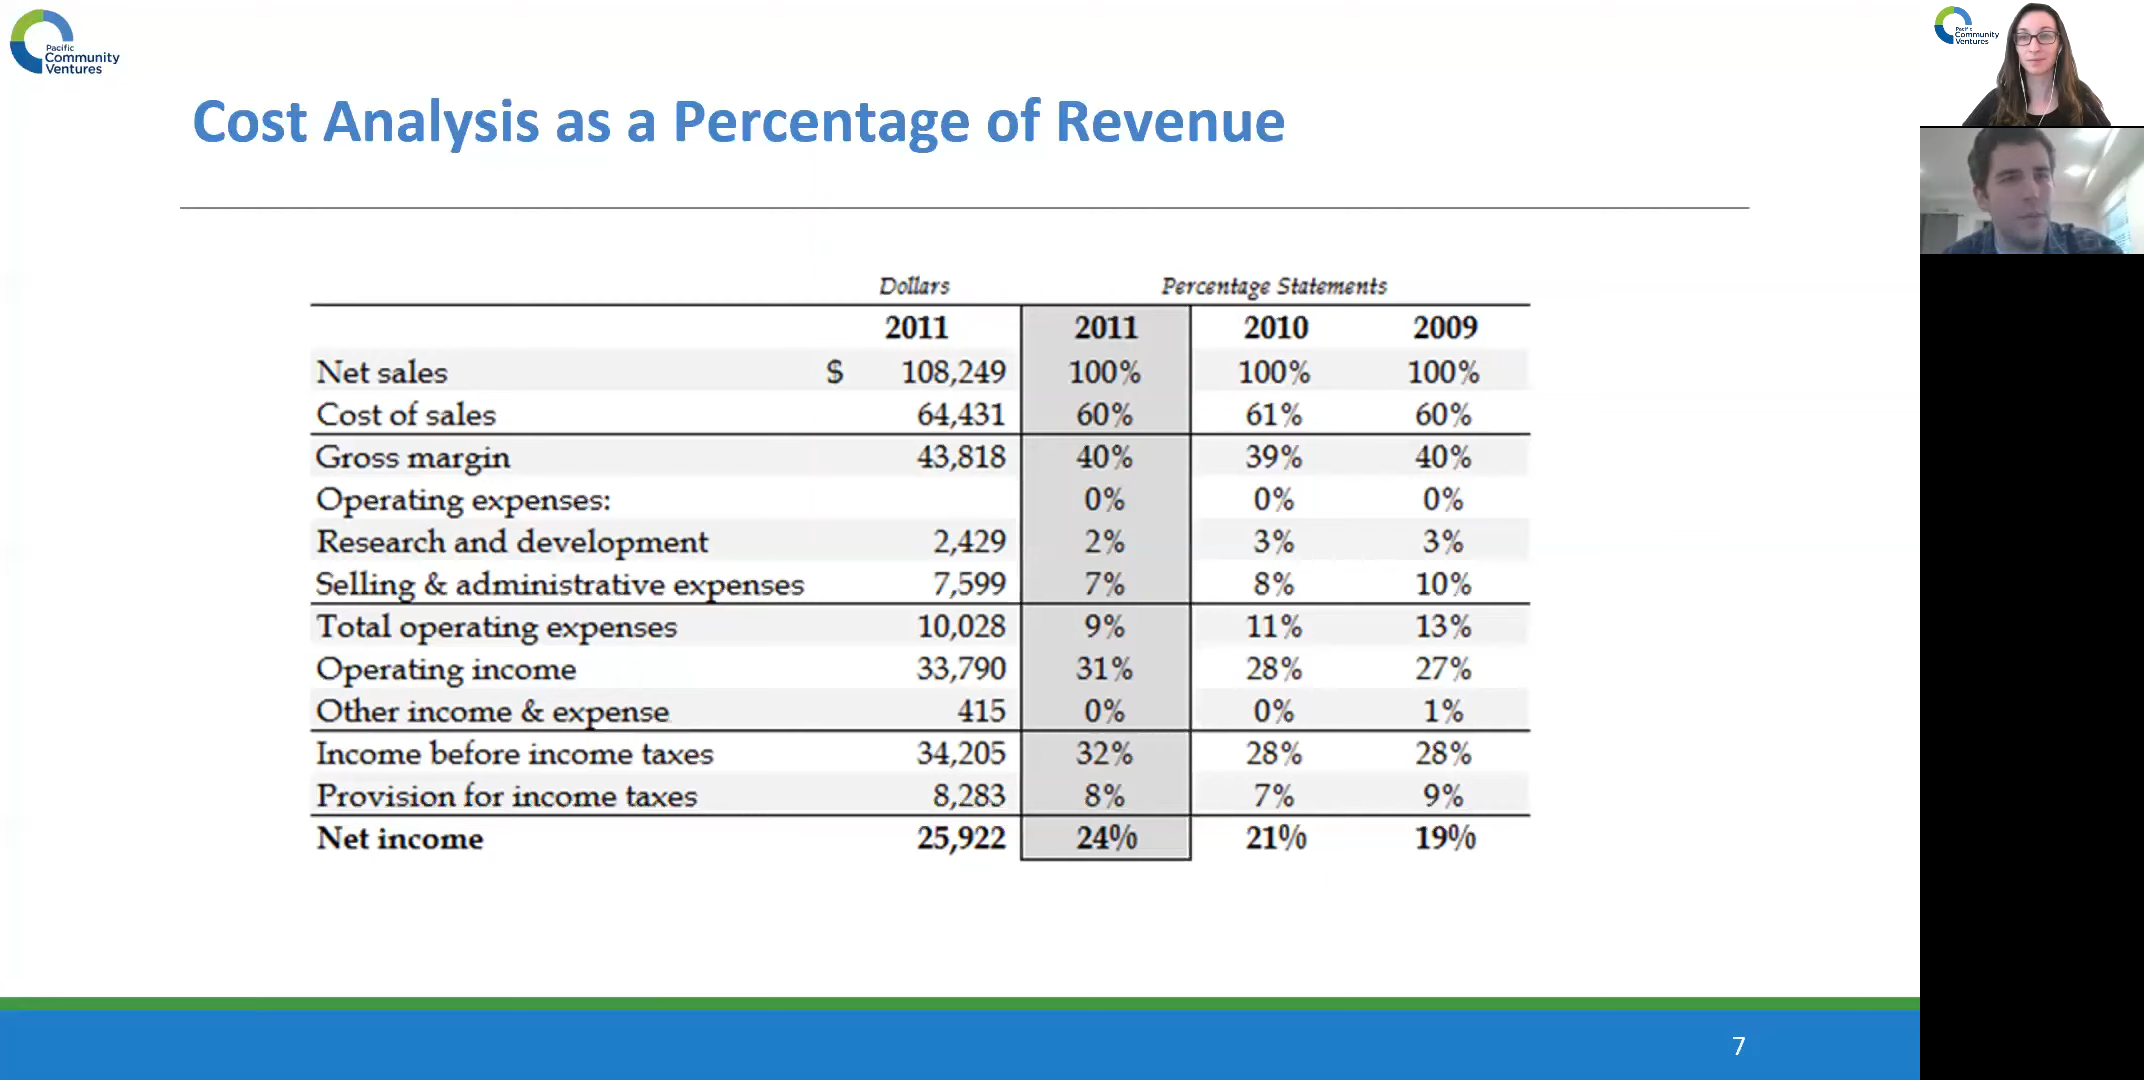 Pacific
Community
Ventures
Pacific
Community
Ventures
Cost Analysis as a Percentage of Revenue
Dollars Percentage Statements
2011 2011 2010 2009
Net sales $ 108,249 100% 100% 100%
Cost of sales 64,431 60% 61% 60%
Gross margin 43,818 40% 39% 40%
Operating expenses: 0% 0% 0%
Research and development 2,429 2% 3% 3%
Selling & administrative expenses 7,599 7% 8% 10%
Total operating expenses 10,028 9% 11% 13%
Operating income 33,790 31% 28% 27%
Other income & expense 415 0% 0% 1%
Income before income taxes 34,205 32% 28% 28%
Provision for income taxes 8,283 8% 7% 9%
Net income 25,922 24% 21% 19%
7